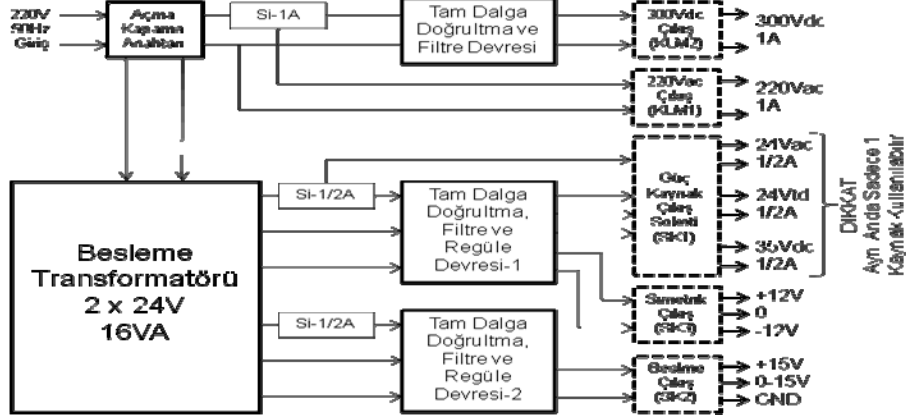 220V
50Hz
Giriş
Açma
Kapama
Anahtarı
Si-1A
Tam Dalga
Doğrultma ve
Filtre Devresi
300Vdc
Çıkış
(KLM2)
300Vdc
1A
220Vac
Çıkış
(KLM1)
220Vac
1A
Besleme
Transformatörü
2 x 24V
16VA
Si-1/2A
Tam Dalga
Doğrultma,
Filtre ve
Regüle
Devresi-1
Güç
Kaynak
Çıkış
Soketi
(SK1)
24Vac
1/2A
24Vtd
1/2A
35Vdc
1/2A
DİKKAT
Aynı Anda Sadece 1
Kaynak Kullanılabilir
Simetrik
Çıkış
(SK3)
+12V
0
-12V
Si-1/2A
Tam Dalga
Doğrultma,
Filtre ve
Regüle
Devresi-2
Besleme
Çıkış
(SK2)
+15V
0-15V
GND